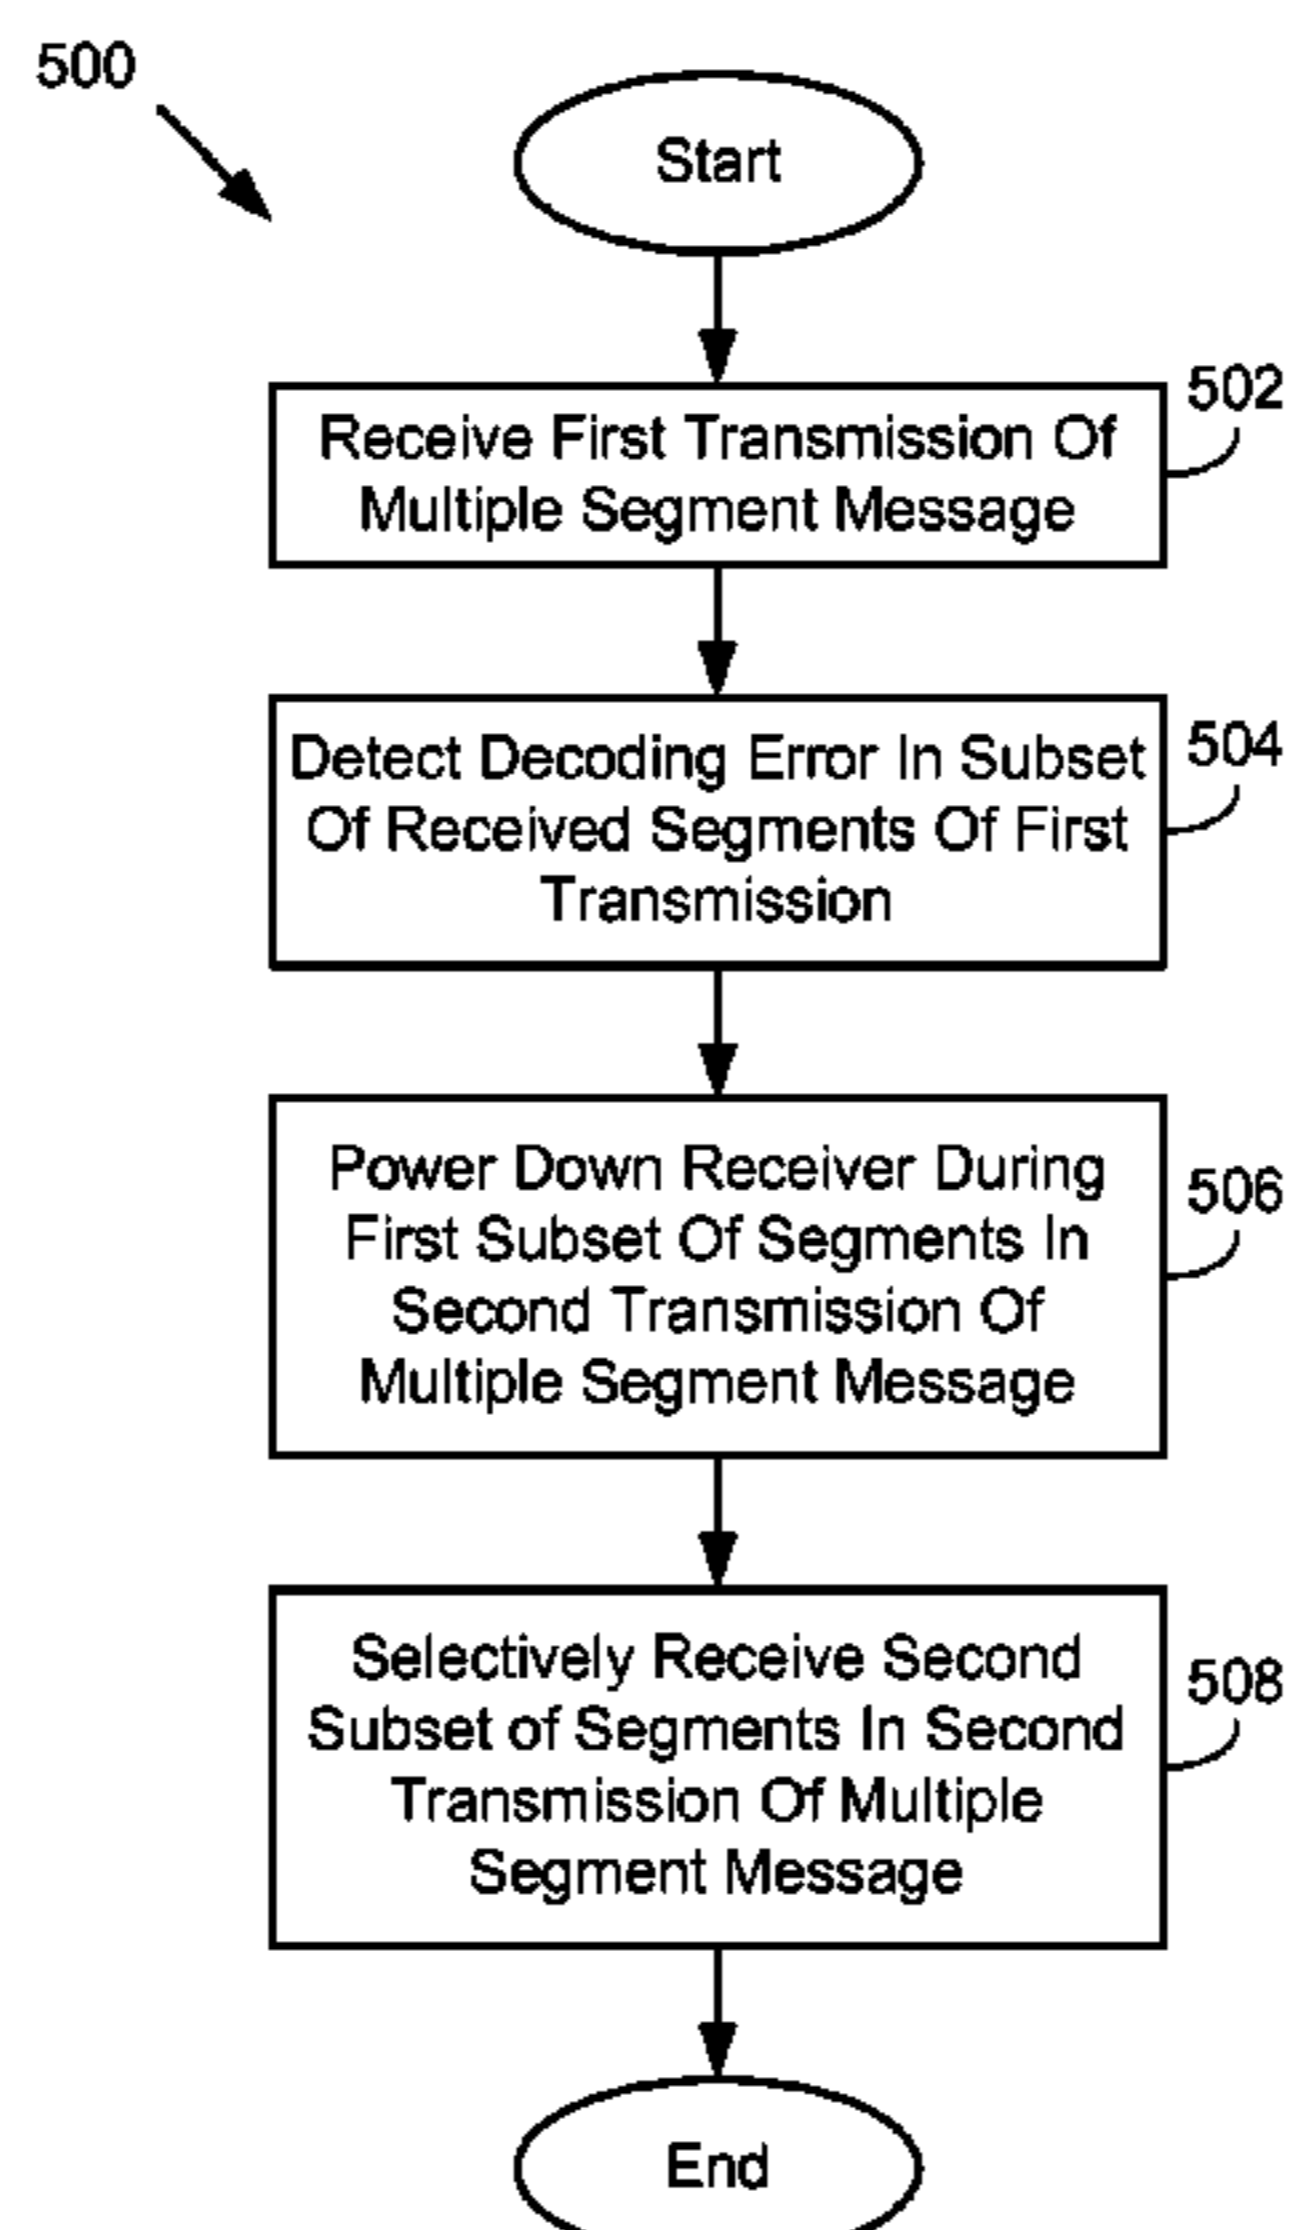 500
Start
502
Receive First Transmission Of
Multiple Segment Message
504
Detect Decoding Error In Subset
Of Received Segments Of First
Transmission
506
Power Down Receiver During
First Subset Of Segments In
Second Transmission Of
Multiple Segment Message
508
Selectively Receive Second
Subset of Segments In Second
Transmission Of Multiple
Segment Message
End